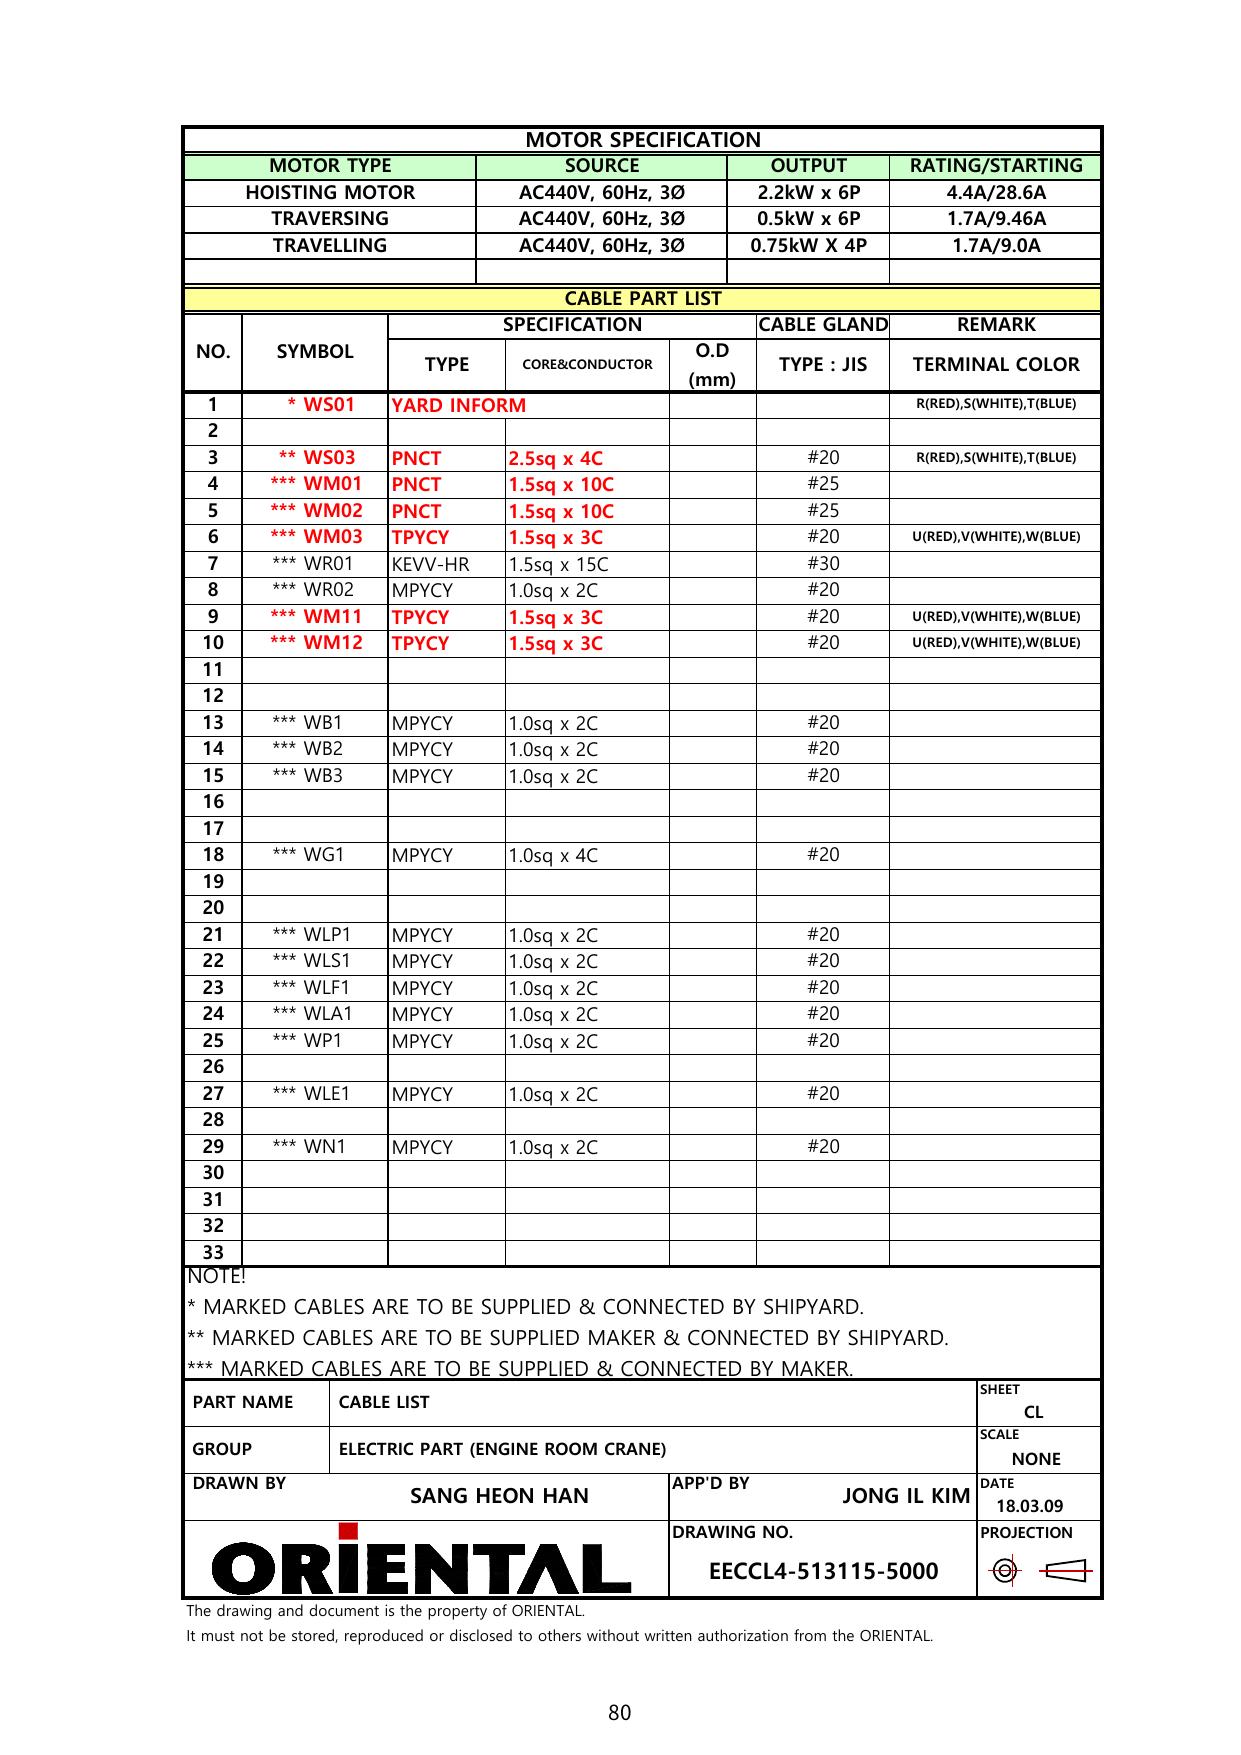 MOTOR SPECIFICATION
MOTOR TYPE SOURCE OUTPUT RATING/STARTING
HOISTING MOTOR AC440V, 60Hz, 3Ø 2.2kW x 6P 4.4A/28.6A
TRAVERSING AC440V, 60Hz, 3Ø 0.5kW x 6P 1.7A/9.46A
TRAVELLING AC440V, 60Hz, 3Ø 0.75kW X 4P 1.7A/9.0A
CABLE PART LIST
NO. SYMBOL SPECIFICATION CABLE GLAND REMARK
TYPE CORE&CONDUCTOR O.D (mm) TYPE : JIS TERMINAL COLOR
1 * WS01 YARD INFORM R(RED),S(WHITE),T(BLUE)
2
3 ** WS03 PNCT 2.5sq x 4C #20 R(RED),S(WHITE),T(BLUE)
4 *** WM01 PNCT 1.5sq x 10C #25
5 *** WM02 PNCT 1.5sq x 10C #25
6 *** WM03 TPYCY 1.5sq x 3C #20 U(RED),V(WHITE),W(BLUE)
7 *** WR01 KEVV-HR 1.5sq x 15C #30
8 *** WR02 MPYCY 1.0sq x 2C #20
9 *** WM11 TPYCY 1.5sq x 3C #20 U(RED),V(WHITE),W(BLUE)
10 *** WM12 TPYCY 1.5sq x 3C #20 U(RED),V(WHITE),W(BLUE)
11
12
13 *** WB1 MPYCY 1.0sq x 2C #20
14 *** WB2 MPYCY 1.0sq x 2C #20
15 *** WB3 MPYCY 1.0sq x 2C #20
16
17
18 *** WG1 MPYCY 1.0sq x 4C #20
19
20
21 *** WLP1 MPYCY 1.0sq x 2C #20
22 *** WLS1 MPYCY 1.0sq x 2C #20
23 *** WLF1 MPYCY 1.0sq x 2C #20
24 *** WLA1 MPYCY 1.0sq x 2C #20
25 *** WP1 MPYCY 1.0sq x 2C #20
26
27 *** WLE1 MPYCY 1.0sq x 2C #20
28
29 *** WN1 MPYCY 1.0sq x 2C #20
30
31
32
33
NOTE!
* MARKED CABLES ARE TO BE SUPPLIED & CONNECTED BY SHIPYARD.
** MARKED CABLES ARE TO BE SUPPLIED MAKER & CONNECTED BY SHIPYARD.
*** MARKED CABLES ARE TO BE SUPPLIED & CONNECTED BY MAKER.
PART NAME CABLE LIST SHEET CL
GROUP ELECTRIC PART (ENGINE ROOM CRANE) SCALE NONE
DRAWN BY SANG HEON HAN APP'D BY JONG IL KIM DATE 18.03.09
ORIENTAL DRAWING NO. EECCL4-513115-5000 PROJECTION
The drawing and document is the property of ORIENTAL.
It must not be stored, reproduced or disclosed to others without written authorization from the ORIENTAL.
80